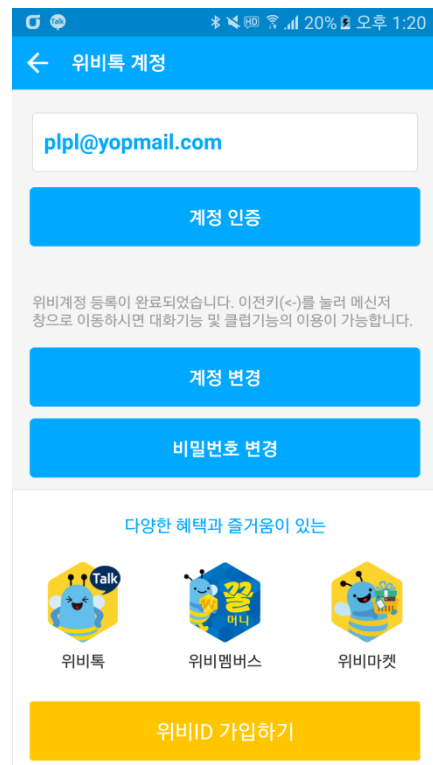 HD 20% 오후 1:20
위비톡 계정
plpl@yopmail.com
계정 인증
위비계정 등록이 완료되었습니다. 이전키(<-)를 눌러 메신저
창으로 이동하시면 대화기능 및 클럽기능의 이용이 가능합니다.
계정 변경
비밀번호 변경
다양한 혜택과 즐거움이 있는
Talk
꿀
머니
위비톡 위비멤버스 위비마켓
위비ID 가입하기